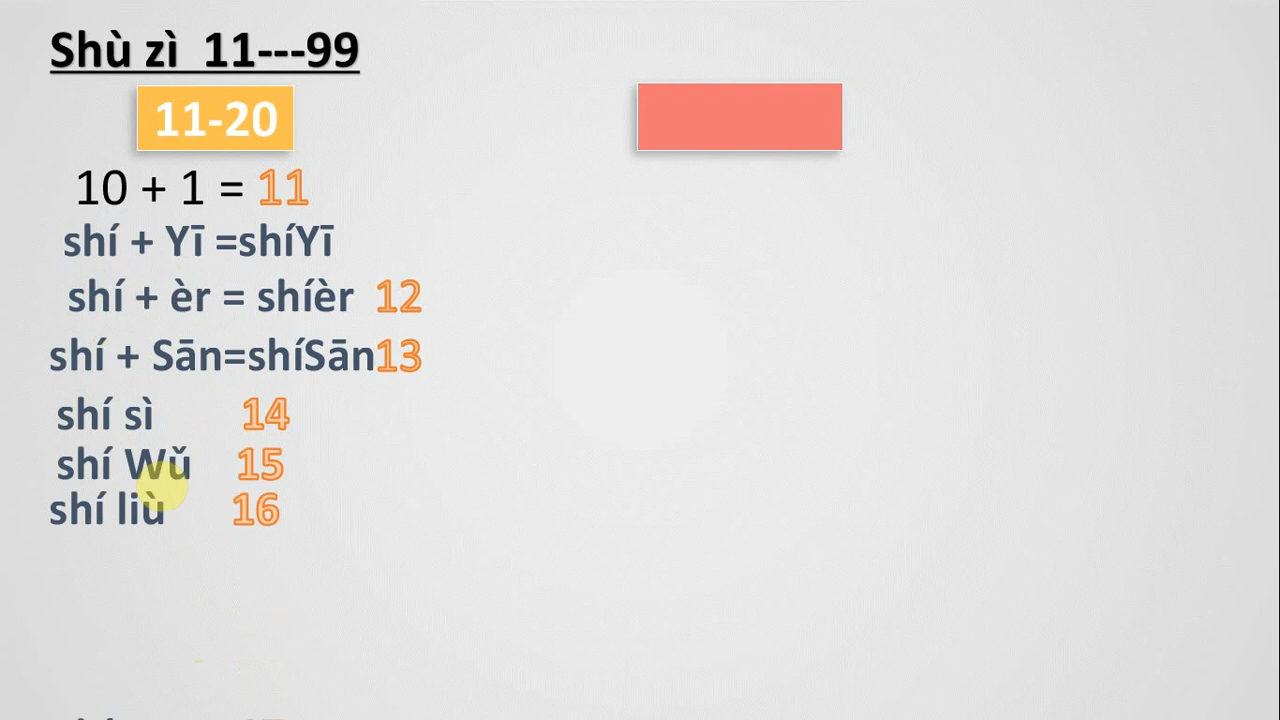 Shù zì 11---99
11-20
10 + 1 = 11
shí + Yī =shíYī
shí + èr = shíèr 12
shí + Sān=shíSān13
shí sì 14
shí Wǔ 15
shí liù 16